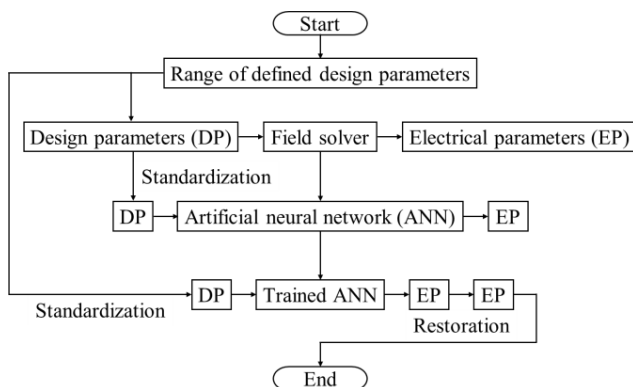 Start
Range of defined design parameters
Design parameters (DP)
Field solver
Electrical parameters (EP)
Standardization
DP
Artificial neural network (ANN)
EP
DP
Trained ANN
EP
EP
Standardization
Restoration
End